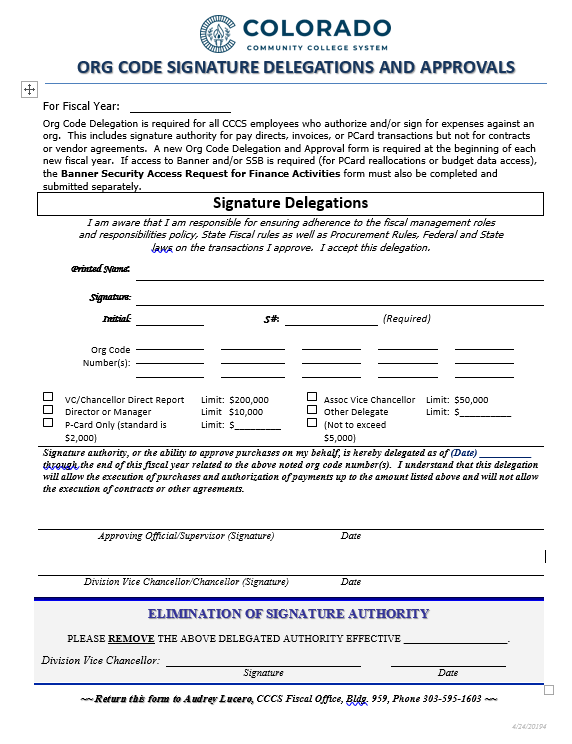 COLORADO
COMMUNITY COLLEGE SYSTEM
ORG CODE SIGNATURE DELEGATIONS AND APPROVALS
For Fiscal Year: ____________
Org Code Delegation is required for all CCCS employees who authorize and/or sign for expenses against an
org. This includes signature authority for pay directs, invoices, or PCard transactions but not for contracts
or vendor agreements. A new Org Code Delegation and Approval form is required at the beginning of each
new fiscal year. If access to Banner and/or SSB is required (for PCard reallocations or budget data access),
the Banner Security Access Request for Finance Activities form must also be completed and
submitted separately.
Signature Delegations
I am aware that I am responsible for ensuring adherence to the fiscal management roles
and responsibilities policy, State Fiscal rules as well as Procurement Rules, Federal and State
laws on the transactions I approve. I accept this delegation.
Printed Name:
Signature:
Initial: S#: (Required)
Org Code
Number(s):
VC/Chancellor Direct Report Limit: $200,000 Assoc Vice Chancellor Limit: $50,000
Director or Manager Limit $10,000 Other Delegate Limit: $__________
P-Card Only (standard is Limit: $_________ (Not to exceed
$2,000) $5,000)
Signature authority, or the ability to approve purchases on my behalf, is hereby delegated as of (Date) __________
through the end of this fiscal year related to the above noted org code number(s). I understand that this delegation
will allow the execution of purchases and authorization of payments up to the amount listed above and will not allow
the execution of contracts or other agreements.
Approving Official/Supervisor (Signature) Date
Division Vice Chancellor/Chancellor (Signature) Date
ELIMINATION OF SIGNATURE AUTHORITY
PLEASE REMOVE THE ABOVE DELEGATED AUTHORITY EFFECTIVE ____________________.
Division Vice Chancellor:
Signature Date
~~ Return this form to Audrey Lucero, CCCS Fiscal Office, Bldg. 959, Phone 303-595-1603 ~~
4/24/20194